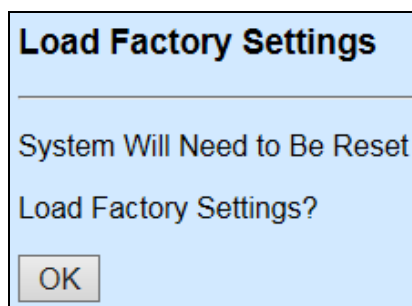 Load Factory Settings
System Will Need to Be Reset
Load Factory Settings?
OK